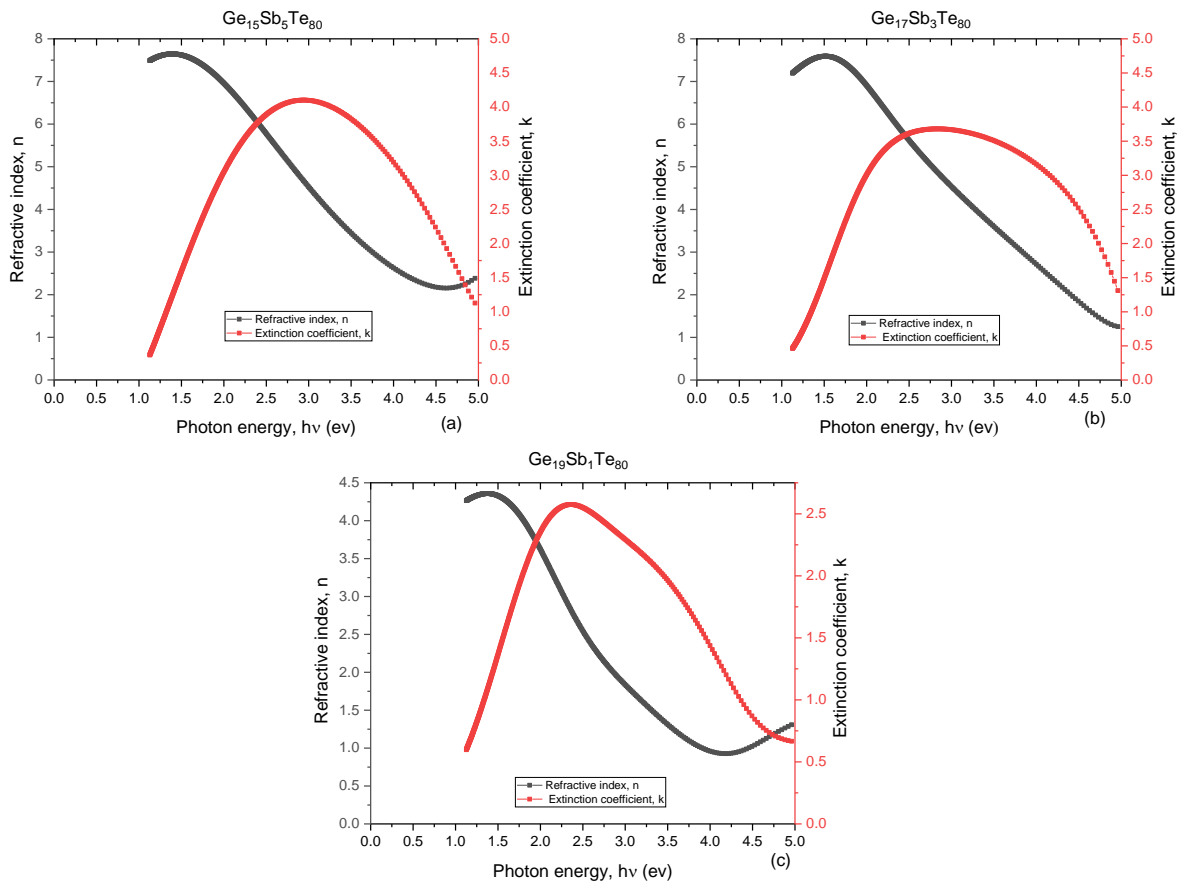 Ge₁₅Sb₅Te₈₀
8
7
6
5
4
3
2
1
0
Refractive index, n
5.0
4.5
4.0
3.5
3.0
2.5
2.0
1.5
1.0
0.5
0.0
Extinction coefficient, k
Refractive index, n
Extinction coefficient, k
0.0 0.5 1.0 1.5 2.0 2.5 3.0 3.5 4.0 4.5 5.0
Photon energy, hν (ev)
(a)
Ge₁₇Sb₃Te₈₀
8
7
6
5
4
3
2
1
0
Refractive index, n
5.0
4.5
4.0
3.5
3.0
2.5
2.0
1.5
1.0
0.5
0.0
Extinction coefficient, k
Refractive index, n
Extinction coefficient, k
0.0 0.5 1.0 1.5 2.0 2.5 3.0 3.5 4.0 4.5 5.0
Photon energy, hν (ev)
(b)
Ge₁₉Sb₁Te₈₀
4.5
4.0
3.5
3.0
2.5
2.0
1.5
1.0
0.5
0.0
Refractive index, n
2.5
2.0
1.5
1.0
0.5
0.0
Extinction coefficient, k
Refractive index, n
Extinction coefficient, k
0.0 0.5 1.0 1.5 2.0 2.5 3.0 3.5 4.0 4.5 5.0
Photon energy, hν (ev)
(c)